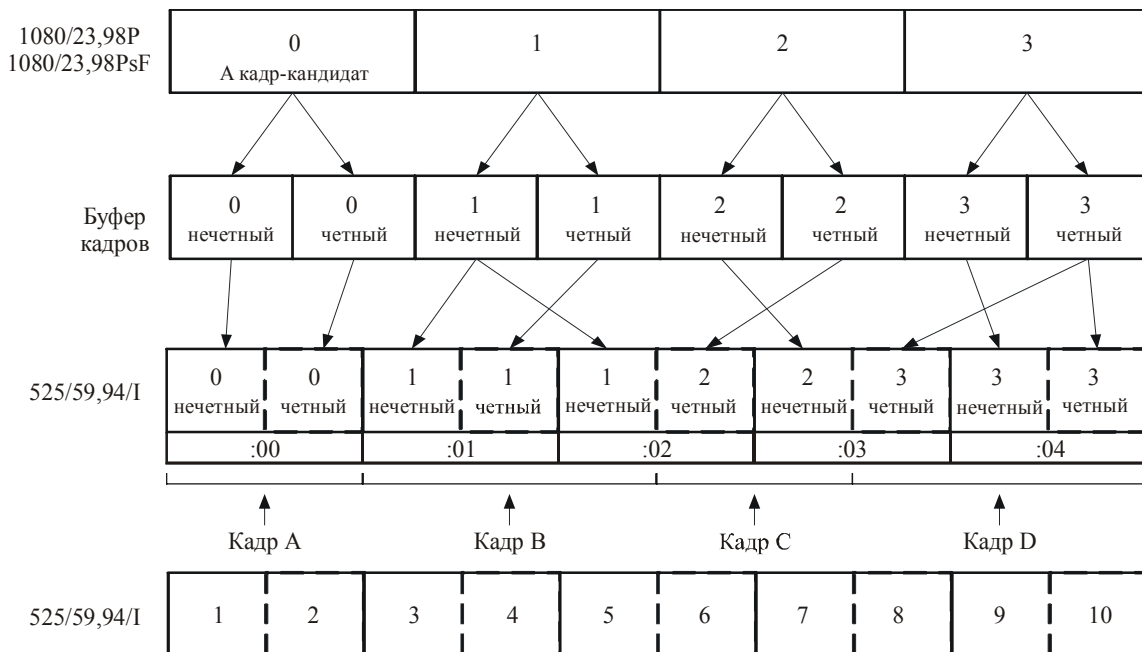 1080/23,98P
1080/23,98PsF
0 1 2 3
А кадр-кандидат
Буфер
кадров
0 0 1 1 2 2 3 3
нечетный четный нечетный четный нечетный четный нечетный четный
525/59,94/I
0 0 1 1 1 2 2 3 3 3
нечетный четный нечетный четный нечетный четный нечетный четный нечетный четный
:00 :01 :02 :03 :04
Кадр A Кадр B Кадр C Кадр D
525/59,94/I
1 2 3 4 5 6 7 8 9 10